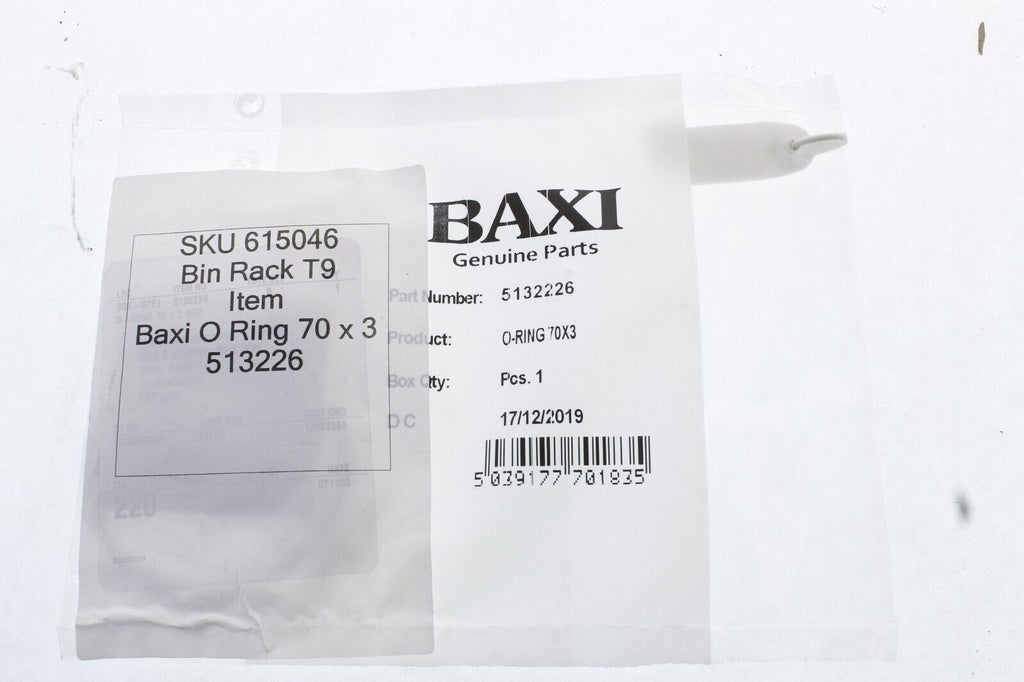 SKU 615046
Bin Rack T9
Item
Baxi O Ring 70 x 3
513226
BAXI
Genuine Parts
Part Number: 5132226
Product: O-RING 70X3
Box Qty: Pcs. 1
D C 17/12/2019
5 039177 701835
220